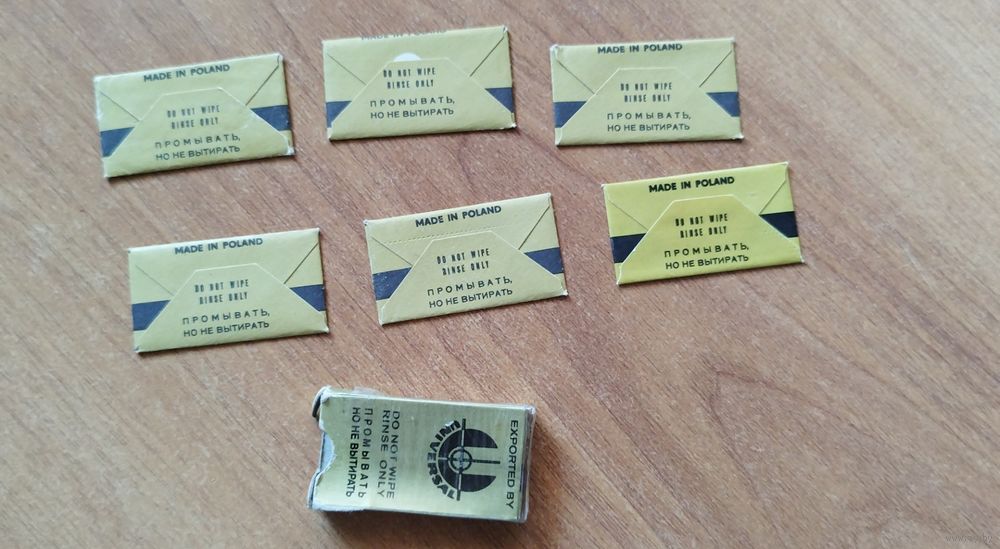 MADE IN POLAND
DO NOT WIPE
RINSE ONLY
ПРОМЫВАТЬ,
НО НЕ ВЫТИРАТЬ
MADE IN POLAND
DO NOT WIPE
RINSE ONLY
ПРОМЫВАТЬ,
НО НЕ ВЫТИРАТЬ
MADE IN POLAND
DO NOT WIPE
RINSE ONLY
ПРОМЫВАТЬ,
НО НЕ ВЫТИРАТЬ
MADE IN POLAND
DO NOT WIPE
RINSE ONLY
ПРОМЫВАТЬ,
НО НЕ ВЫТИРАТЬ
MADE IN POLAND
DO NOT WIPE
RINSE ONLY
ПРОМЫВАТЬ,
НО НЕ ВЫТИРАТЬ
MADE IN POLAND
DO NOT WIPE
RINSE ONLY
ПРОМЫВАТЬ,
НО НЕ ВЫТИРАТЬ
EXPORTED BY
UNIVERSAL
DO NOT WIPE
RINSE ONLY
ПРОМЫВАТЬ
НО НЕ ВЫТИРАТЬ